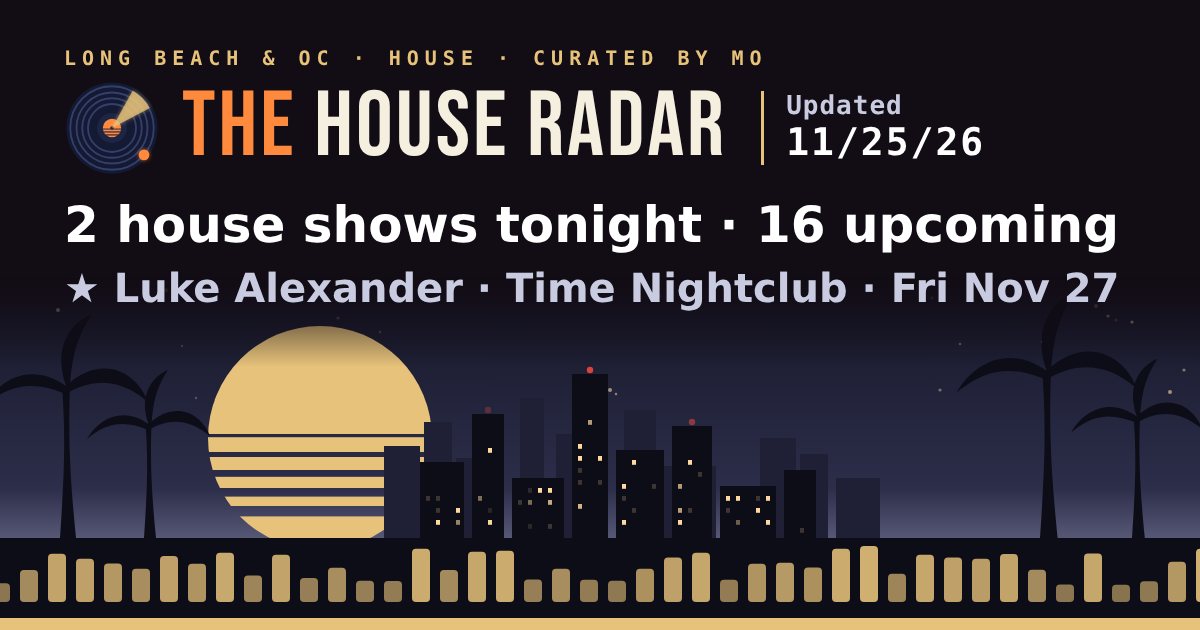 LONG BEACH & OC · HOUSE · CURATED BY MO
THE HOUSE RADAR
Updated
11/25/26
2 house shows tonight · 16 upcoming
★ Luke Alexander · Time Nightclub · Fri Nov 27